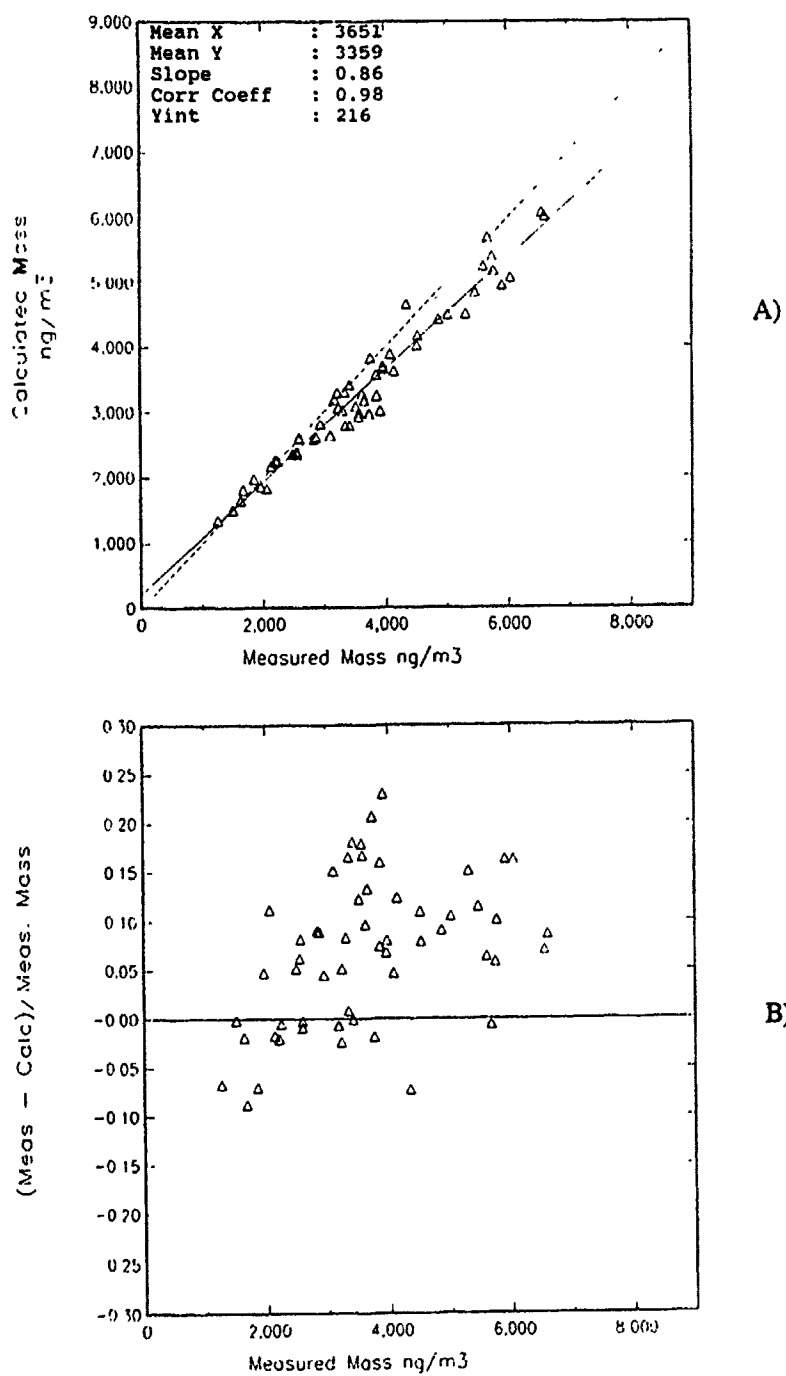 9,000
8.000
7,000
6,000
5 000
4 000
3,000
2000
1,000
0
Mean X : 3651
Mean Y : 3359
Slope : 0.86
Corr Coeff : 0.98
Yint : 216
Calculated Mass
ng/m3
0
2,000
4,000
6,000
8,000
Measured Mass ng/m3
A)
0 30
0 25
0 20
0 15
0 10
0 05
-0 00
-0 05
-0 10
-0 15
-0 20
0 25
-0 30
(Meas - Calc)/Meas. Mass
0
2,000
4,000
6,000
8 000
Measured Mass ng/m3
B)